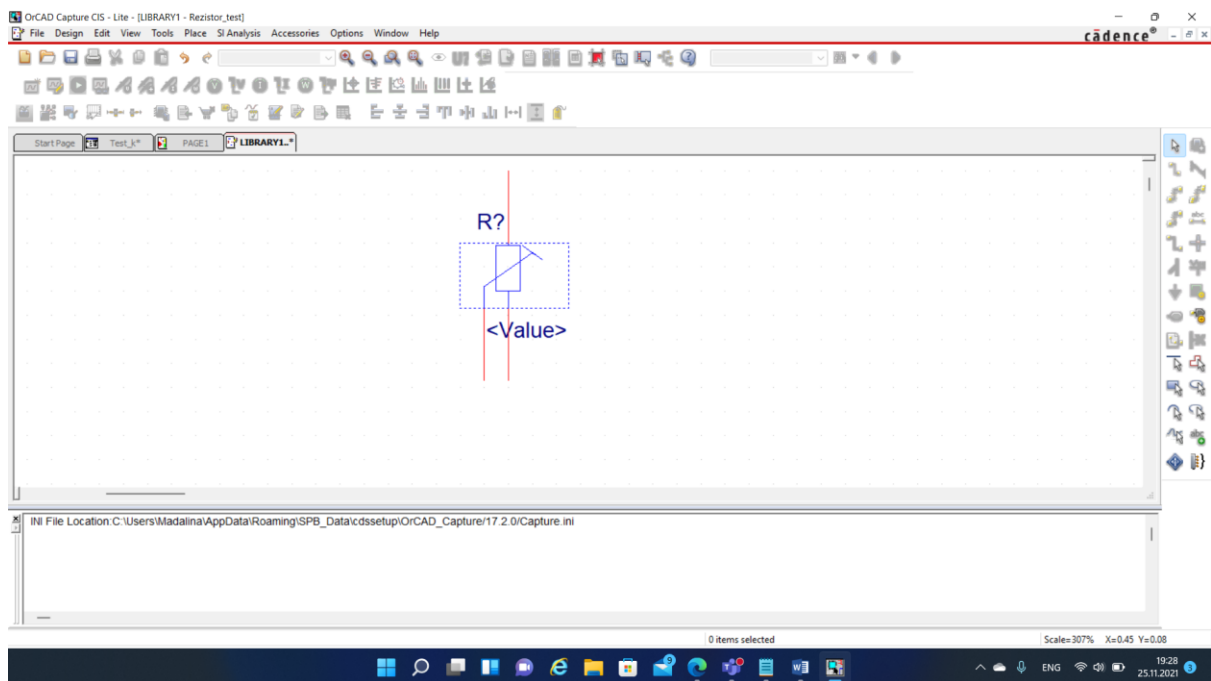 OrCAD Capture CIS - Lite - [LIBRARY1 - Rezistor_test]
File Design Edit View Tools Place SI Analysis Accessories Options Window Help
cādence®
Start Page Test_k* PAGE1 LIBRARY1..*
R?
<Value>
INI File Location:C:\Users\Madalina\AppData\Roaming\SPB_Data\cdssetup\OrCAD_Capture/17.2.0/Capture.ini
0 items selected Scale=307% X=0.45 Y=0.08
ENG 19:28
25.11.2021 3